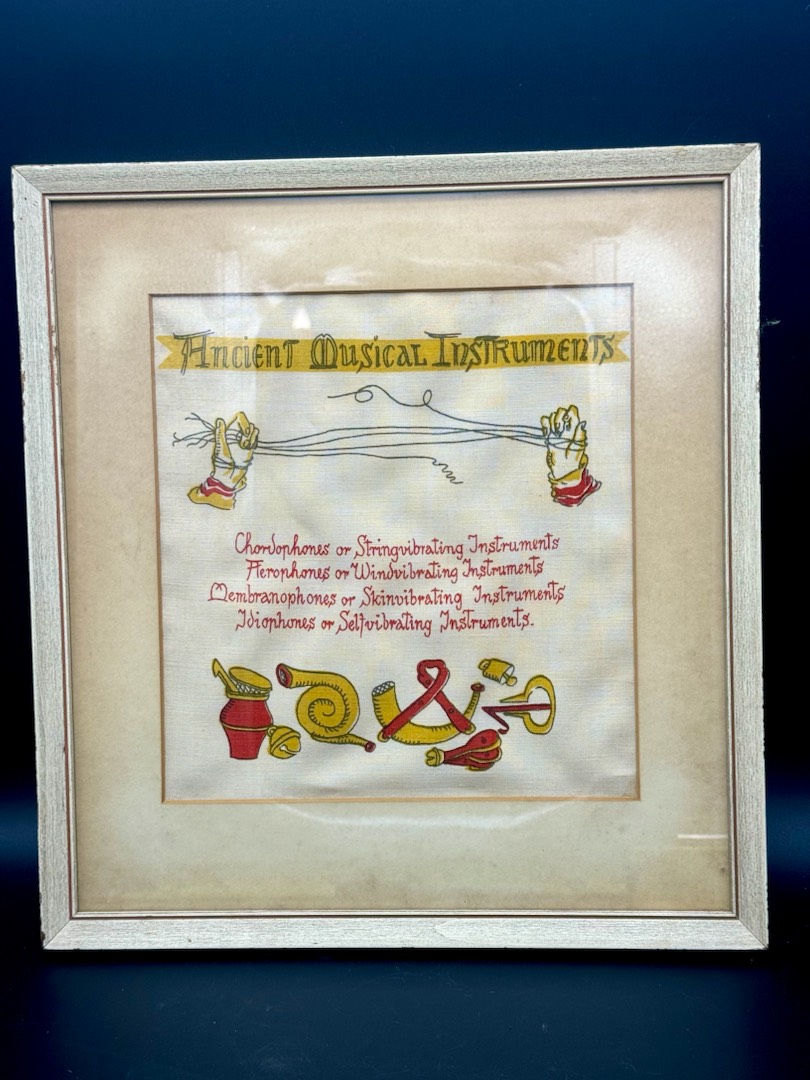 Ancient Musical Instruments
Chordophones or Stringvibrating Instruments
Aerophones or Windvibrating Instruments
Membranophones or Skinvibrating Instruments
Idiophones or Selfvibrating Instruments.